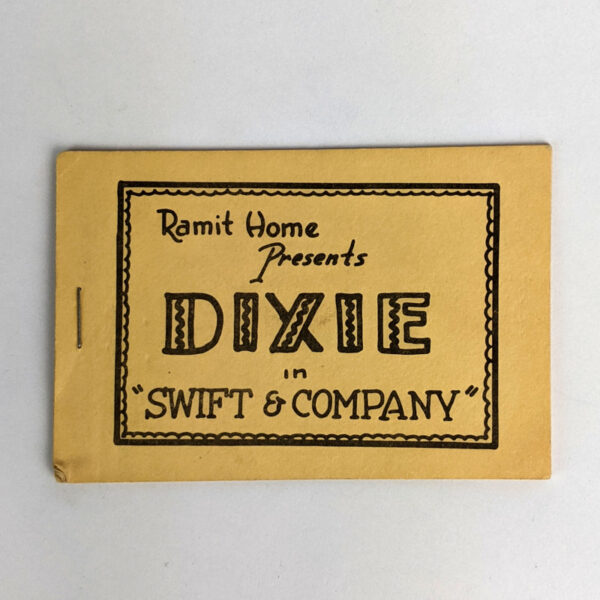 Ramit Home
Presents
DIXIE
in
"SWIFT & COMPANY"